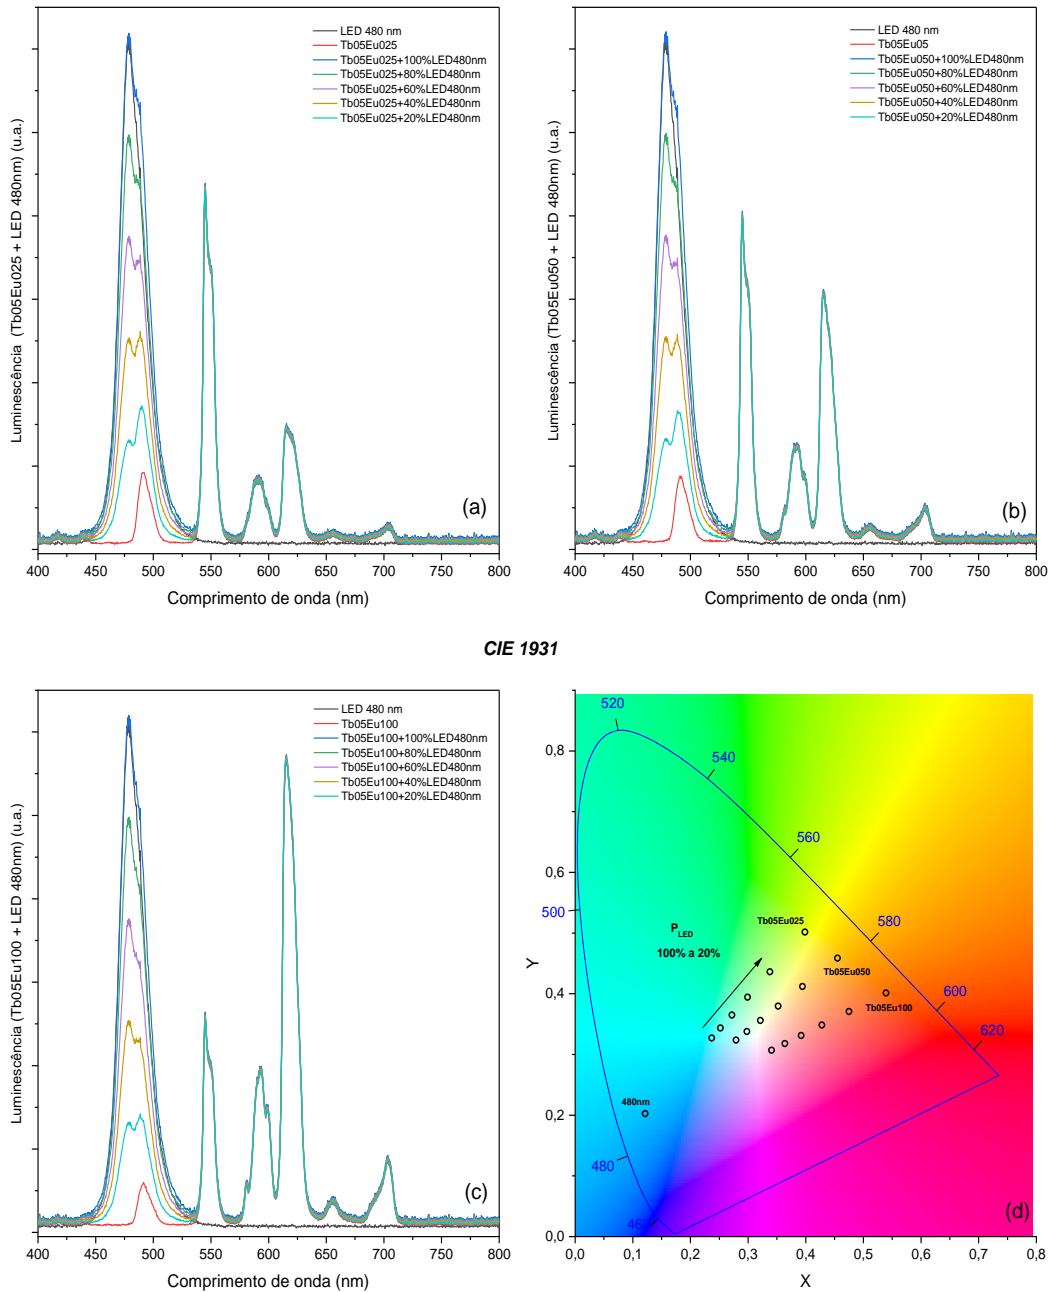 LED 480 nm
Tb05Eu025
Tb05Eu025+100%LED480nm
Tb05Eu025+80%LED480nm
Tb05Eu025+60%LED480nm
Tb05Eu025+40%LED480nm
Tb05Eu025+20%LED480nm
Luminescência (Tb05Eu025 + LED 480nm) (u.a.)
(a)
400 450 500 550 600 650 700 750 800
Comprimento de onda (nm)
LED 480 nm
Tb05Eu05
Tb05Eu050+100%LED480nm
Tb05Eu050+80%LED480nm
Tb05Eu050+60%LED480nm
Tb05Eu050+40%LED480nm
Tb05Eu050+20%LED480nm
Luminescência (Tb05Eu050 + LED 480nm) (u.a.)
(b)
400 450 500 550 600 650 700 750 800
Comprimento de onda (nm)
CIE 1931
LED 480 nm
Tb05Eu100
Tb05Eu100+100%LED480nm
Tb05Eu100+80%LED480nm
Tb05Eu100+60%LED480nm
Tb05Eu100+40%LED480nm
Tb05Eu100+20%LED480nm
Luminescência (Tb05Eu100 + LED 480nm) (u.a.)
(c)
400 450 500 550 600 650 700 750 800
Comprimento de onda (nm)
520
540
560
580
600
620
500
480
460
Tb05Eu025
Tb05Eu050
Tb05Eu100
PLED
100% a 20%
480nm
(d)
0,8
0,6
0,4
0,2
0,0
Y
0,0 0,1 0,2 0,3 0,4 0,5 0,6 0,7 0,8
X